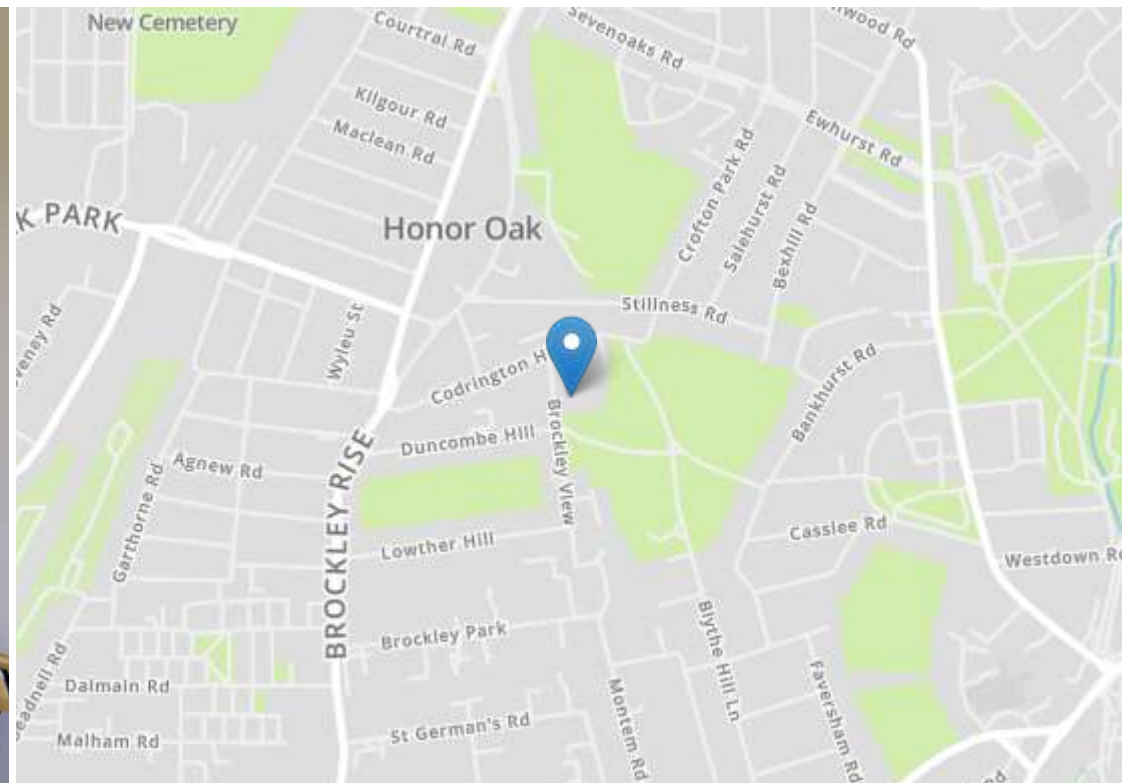 New Cemetery
Courtral Rd
Sevenoaks Rd
Kilgour Rd
Maclean Rd
Ewhurst Rd
K PARK
Honor Oak
Crofton Park Rd
Salehurst Rd
Bexhill Rd
Stillness Rd
Wyleu St
Codrington H
Bankhurst Rd
Duncombe Hill
Brockley View
Agnew Rd
Garthorne Rd
BROCKLEY RISE
Lowther Hill
Casslee Rd
Westdown Ro
Brockley Park
Blythe Hill Ln
Dalmain Rd
Montem Rd
Faversham Rd
St German's Rd
Malham Rd